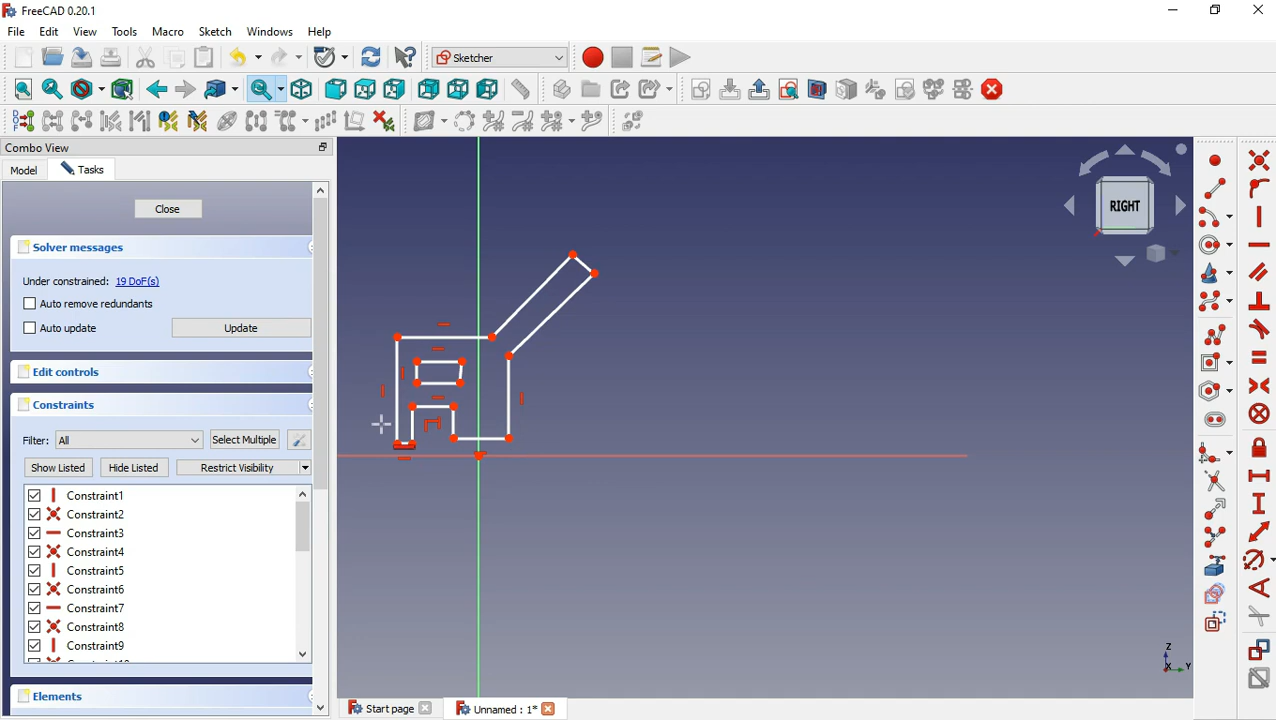 FreeCAD 0.20.1
File Edit View Tools Macro Sketch Windows Help
Sketcher
Combo View
Model Tasks
Close
Solver messages
Under constrained: 19 DoF(s)
Auto remove redundants
Auto update Update
Edit controls
Constraints
Filter: All Select Multiple
Show Listed Hide Listed Restrict Visibility
Constraint1
Constraint2
Constraint3
Constraint4
Constraint5
Constraint6
Constraint7
Constraint8
Constraint9
Elements
RIGHT
Z
X Y
Start page Unnamed : 1*